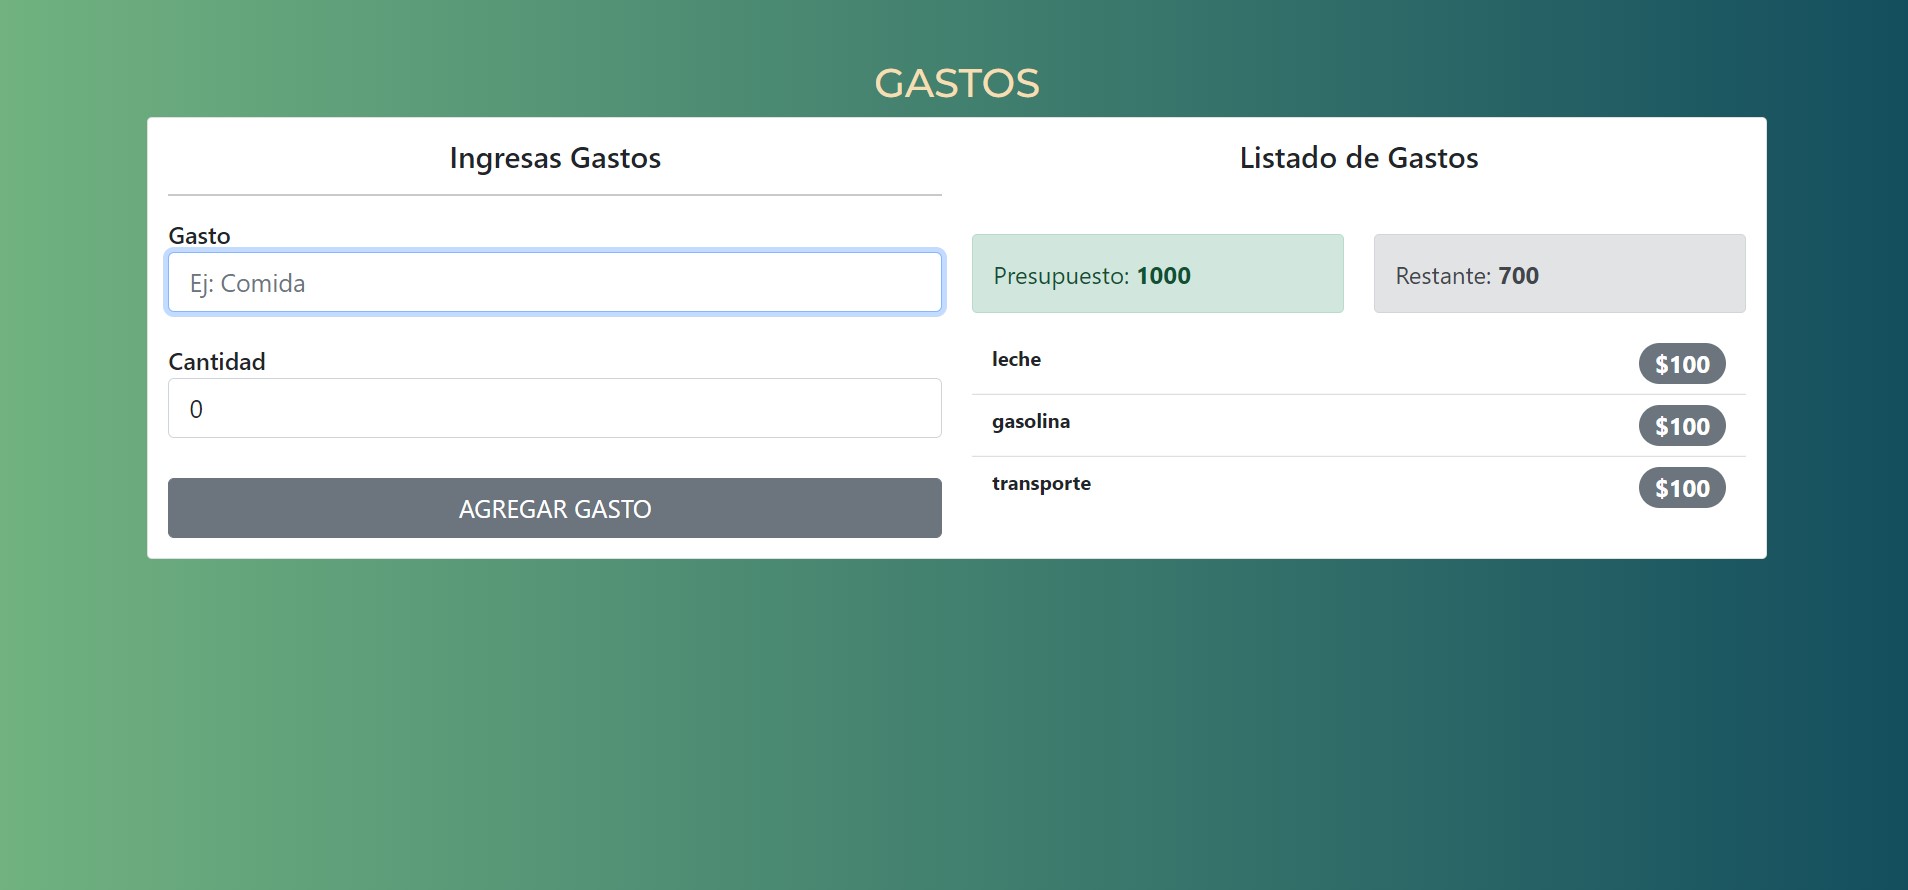 GASTOS
Ingresas Gastos
Gasto
Ej: Comida
Cantidad
0
AGREGAR GASTO
Listado de Gastos
Presupuesto: 1000
Restante: 700
leche $100
gasolina $100
transporte $100